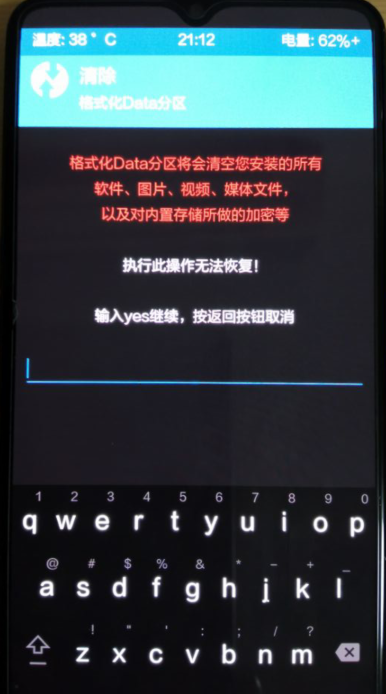 温度: 38 ° C 21:12 电量: 62%+
清除
格式化Data分区
格式化Data分区将会清空您安装的所有
软件、图片、视频、媒体文件，
以及对内置存储所做的加密等
执行此操作无法恢复！
输入yes继续，按返回按钮取消
1 2 3 4 5 6 7 8 9 0
q w e r t y u i o p
@ # $ % & * - + _
a s d f g h j k l
! " ' : ; / ?
z x c v b n m